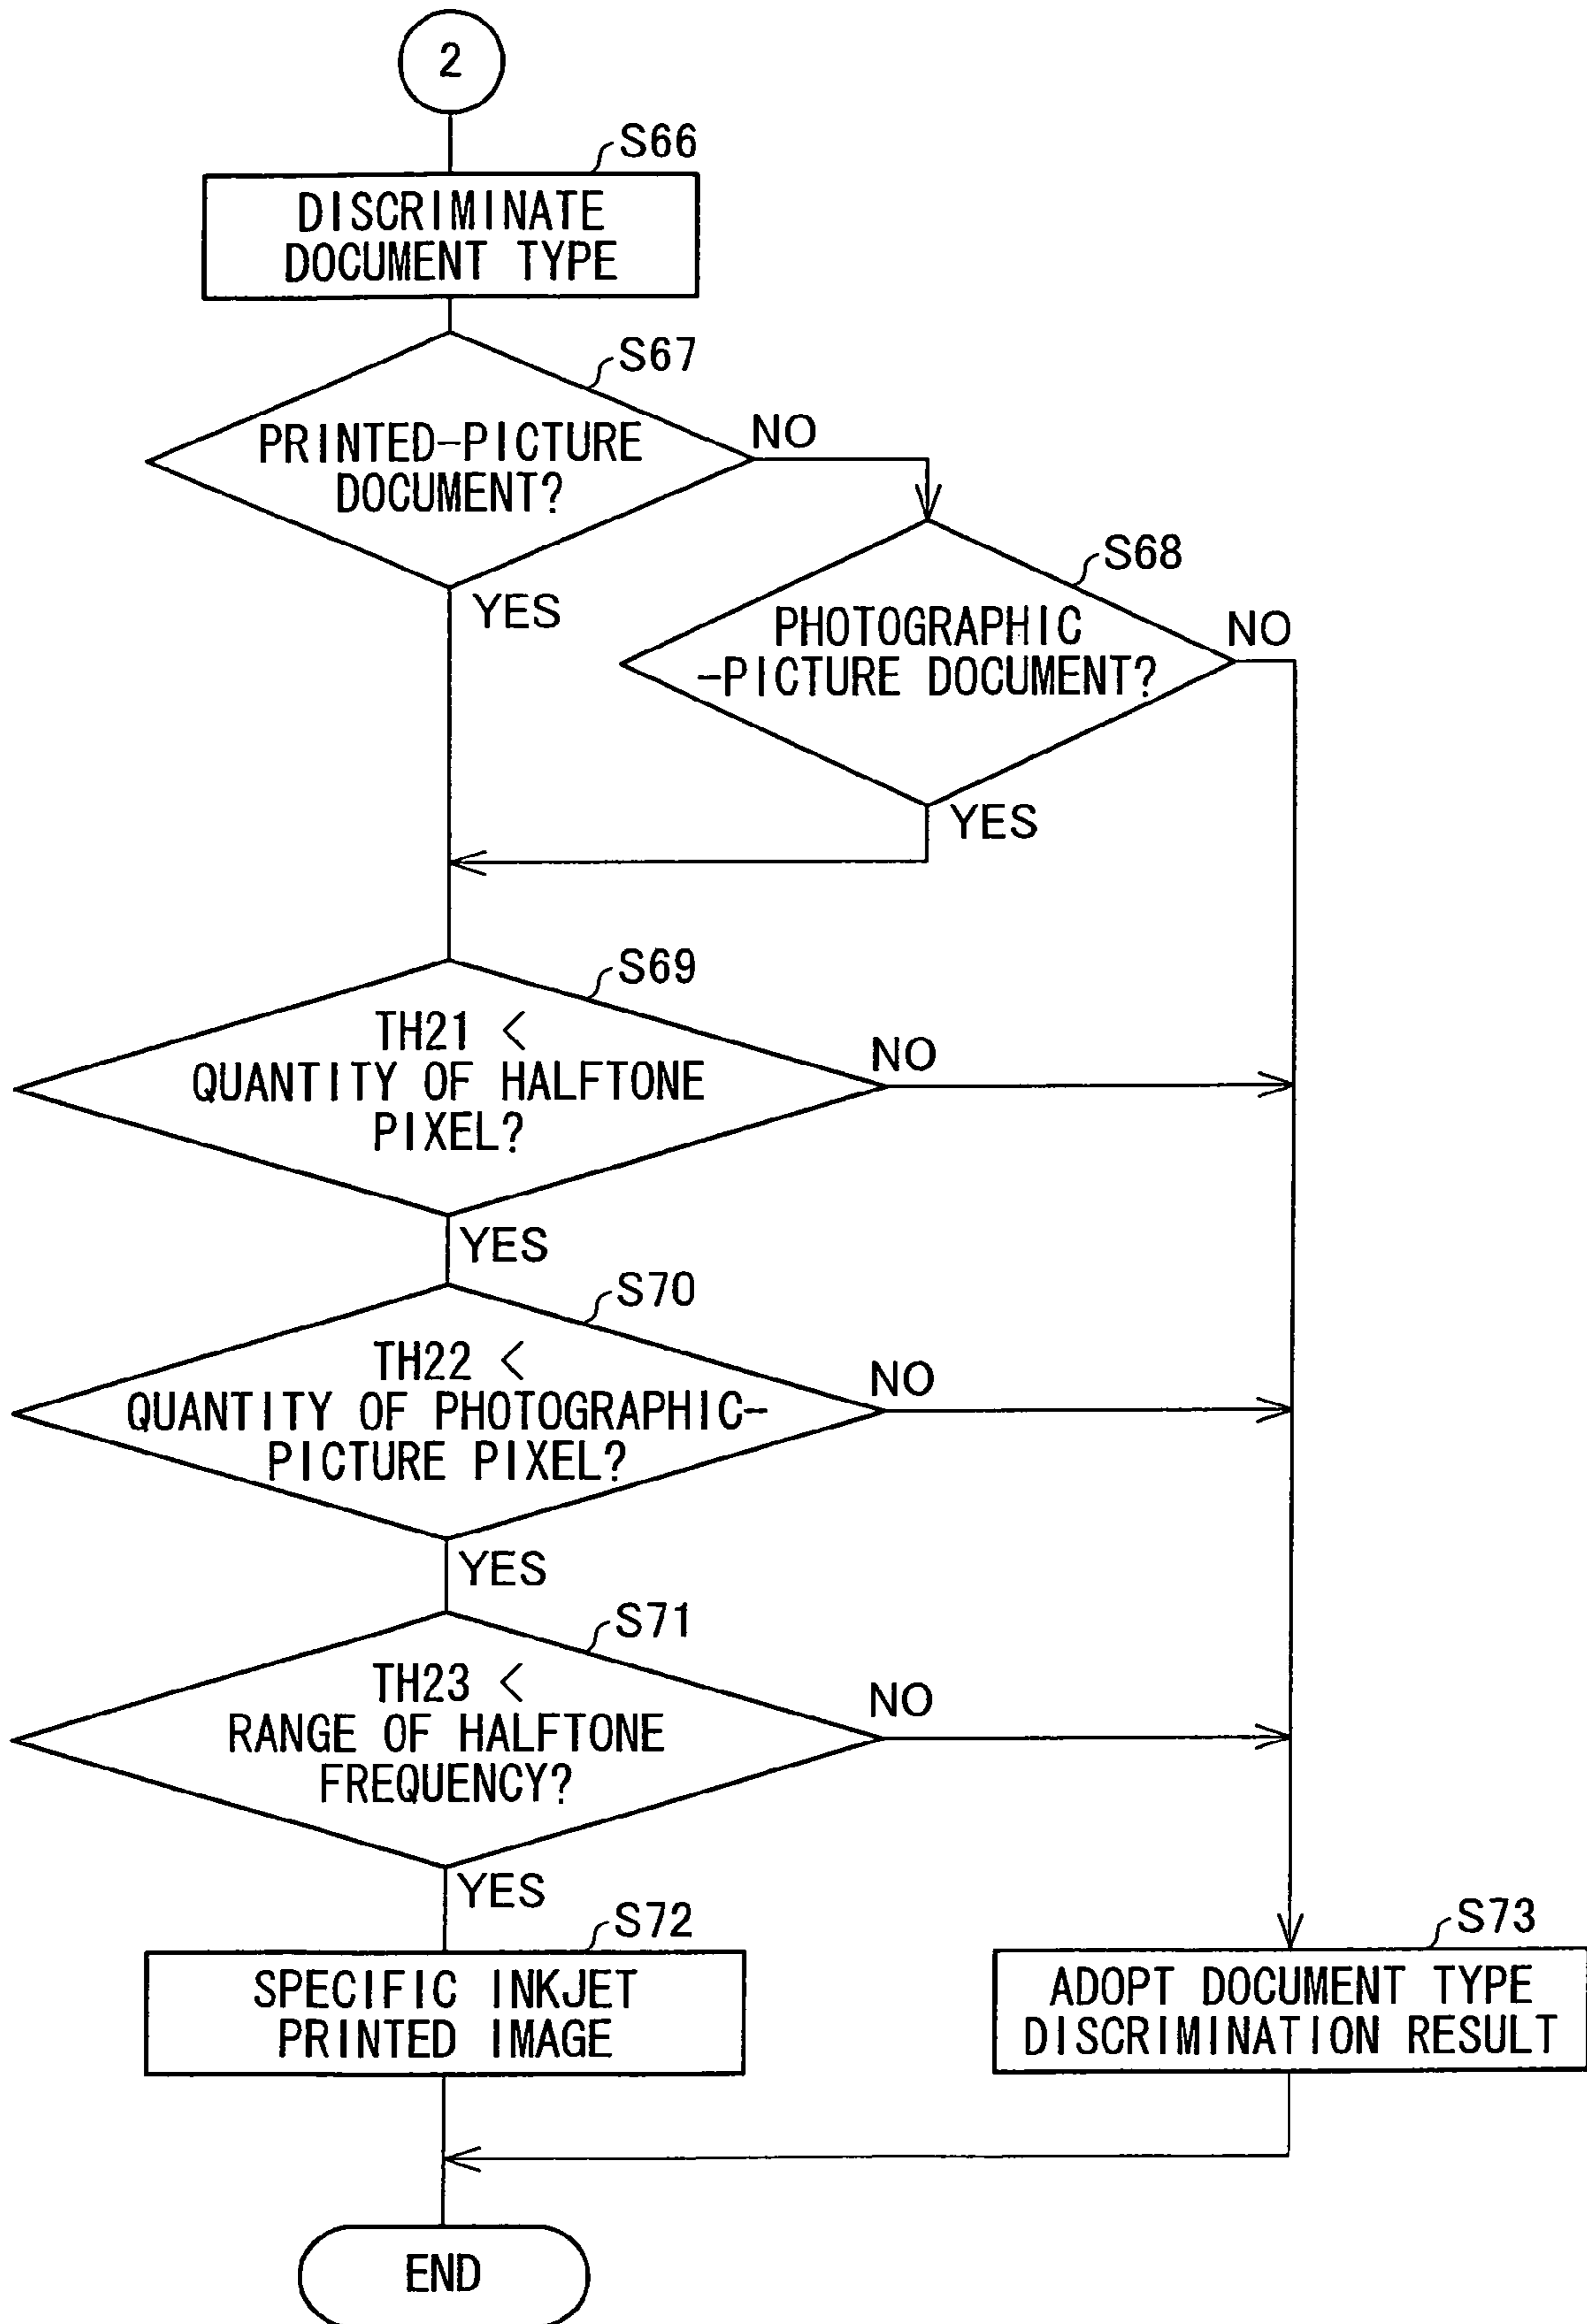 2
S66
DISCRIMINATE
DOCUMENT TYPE
S67
PRINTED-PICTURE
DOCUMENT?
NO
YES
S68
PHOTOGRAPHIC
-PICTURE DOCUMENT?
NO
YES
S69
TH21 <
QUANTITY OF HALFTONE
PIXEL?
NO
YES
S70
TH22 <
QUANTITY OF PHOTOGRAPHIC-
PICTURE PIXEL?
NO
YES
S71
TH23 <
RANGE OF HALFTONE
FREQUENCY?
NO
YES
S72
SPECIFIC INKJET
PRINTED IMAGE
S73
ADOPT DOCUMENT TYPE
DISCRIMINATION RESULT
END